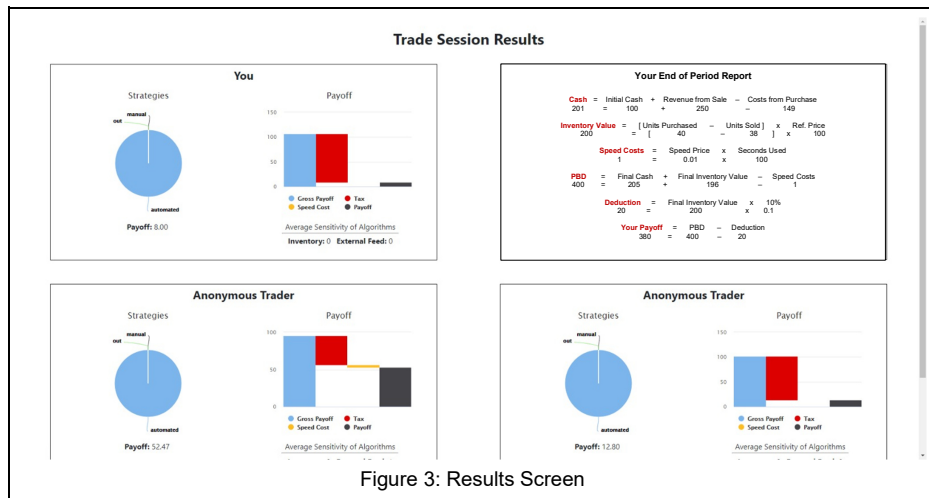 Trade Session Results
You
Strategies
Payoff
manual
out
automated
150
100
50
0
Gross Payoff Tax
Speed Cost Payoff
Payoff: 8.00
Average Sensitivity of Algorithms
Inventory: 0 External Feed: 0
Your End of Period Report
Cash = Initial Cash + Revenue from Sale – Costs from Purchase
201 = 100 + 250 – 149
Inventory Value = [ Units Purchased – Units Sold ] x Ref. Price
200 = [ 40 – 38 ] x 100
Speed Costs = Speed Price x Seconds Used
1 = 0.01 x 100
PBD = Final Cash + Final Inventory Value – Speed Costs
400 = 205 + 196 – 1
Deduction = Final Inventory Value x 10%
20 = 200 x 0.1
Your Payoff = PBD – Deduction
380 = 400 – 20
Anonymous Trader
Strategies
Payoff
manual
out
automated
100
50
0
Gross Payoff Tax
Speed Cost Payoff
Payoff: 52.47
Average Sensitivity of Algorithms
Anonymous Trader
Strategies
Payoff
manual
out
automated
150
100
50
0
Gross Payoff Tax
Speed Cost Payoff
Payoff: 12.80
Average Sensitivity of Algorithms
Figure 3: Results Screen